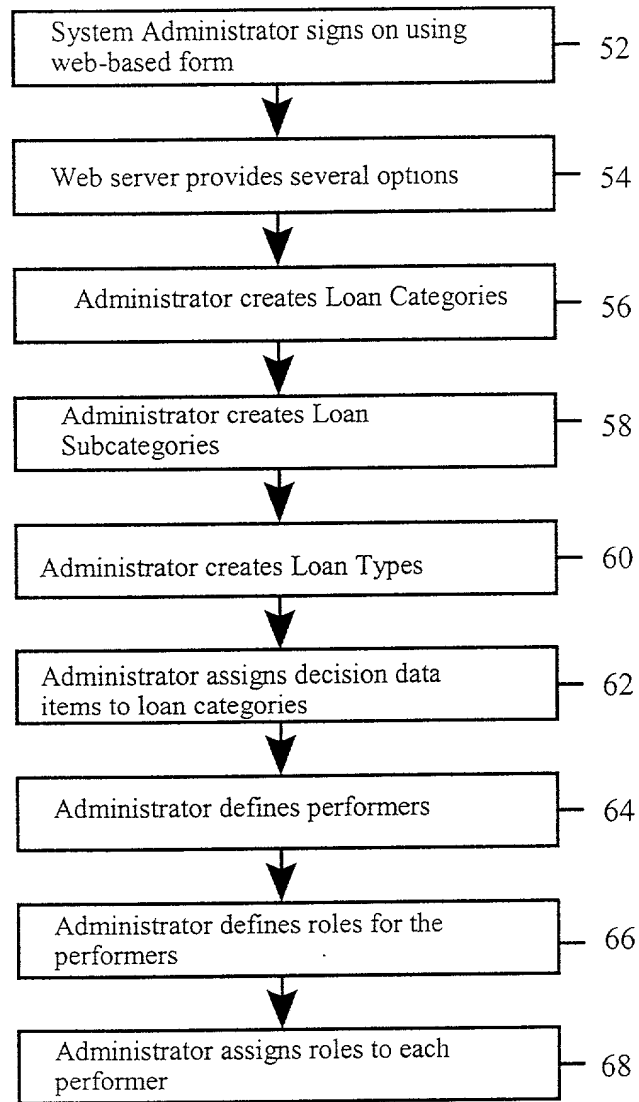 System Administrator signs on using
web-based form
52
Web server provides several options
54
Administrator creates Loan Categories
56
Administrator creates Loan
Subcategories
58
Administrator creates Loan Types
60
Administrator assigns decision data
items to loan categories
62
Administrator defines performers
64
Administrator defines roles for the
performers
66
Administrator assigns roles to each
performer
68